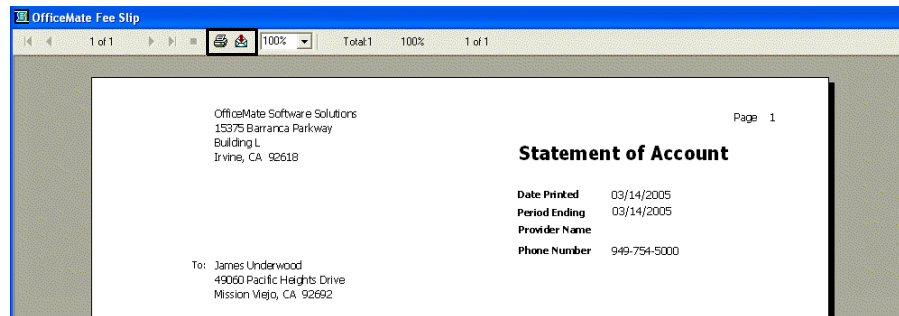 OfficeMate Fee Slip
1 of 1 100% Total:1 100% 1 of 1
OfficeMate Software Solutions
15375 Barranca Parkway
Building L
Irvine, CA 92618
Page 1
Statement of Account
Date Printed 03/14/2005
Period Ending 03/14/2005
Provider Name
Phone Number 949-754-5000
To: James Underwood
49060 Pacific Heights Drive
Mission Viejo, CA 92692